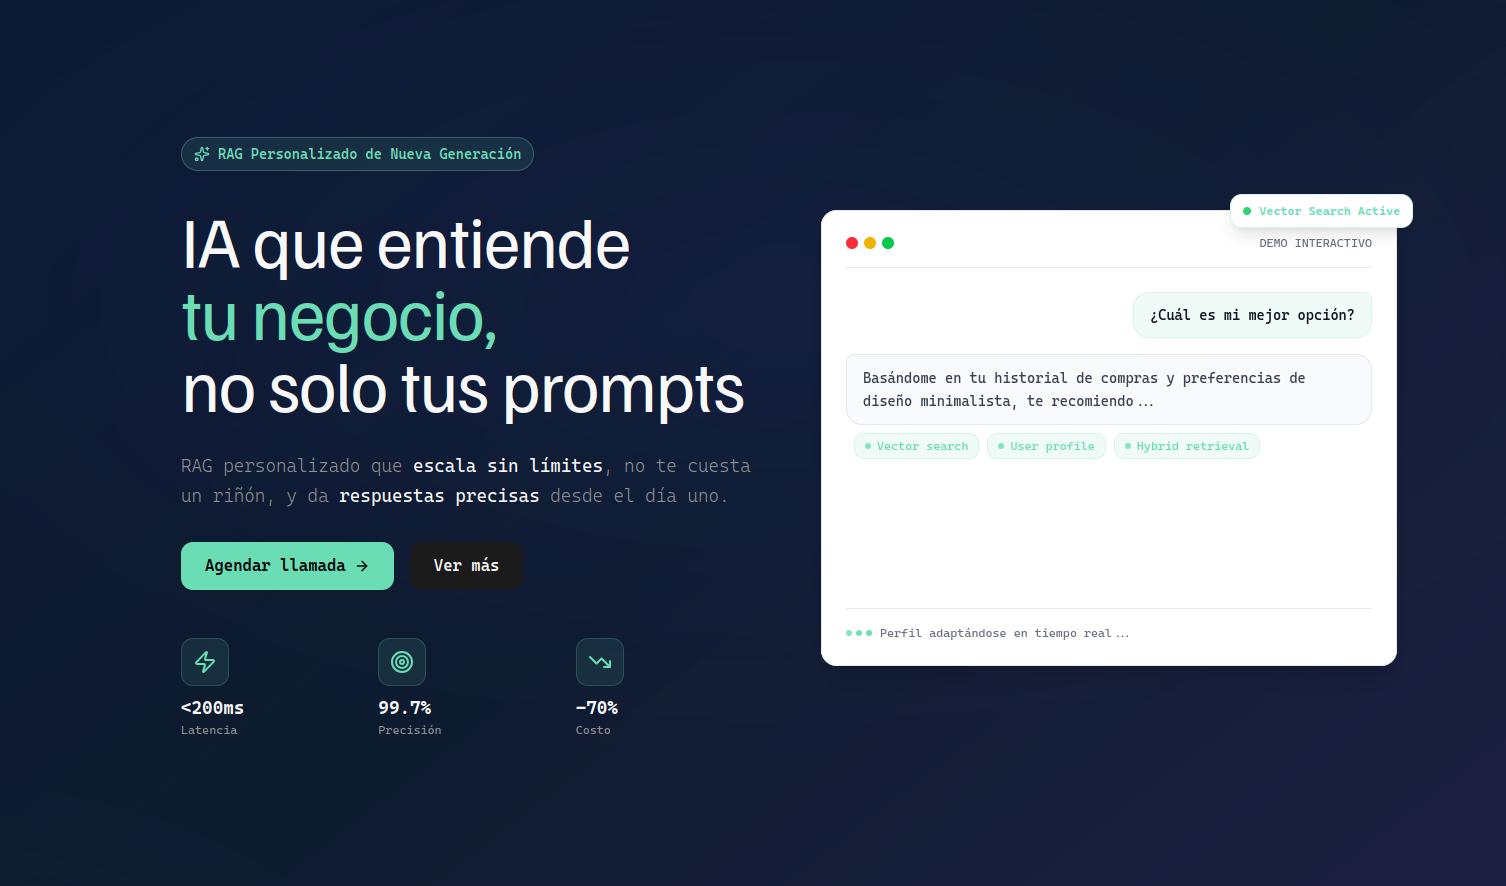 RAG Personalizado de Nueva Generación
IA que entiende
tu negocio,
no solo tus prompts
RAG personalizado que escala sin límites, no te cuesta
un riñón, y da respuestas precisas desde el día uno.
Agendar llamada →
Ver más
<200ms
Latencia
99.7%
Precisión
−70%
Costo
Vector Search Active
DEMO INTERACTIVO
¿Cuál es mi mejor opción?
Basándome en tu historial de compras y preferencias de
diseño minimalista, te recomiendo...
Vector search
User profile
Hybrid retrieval
Perfil adaptándose en tiempo real...